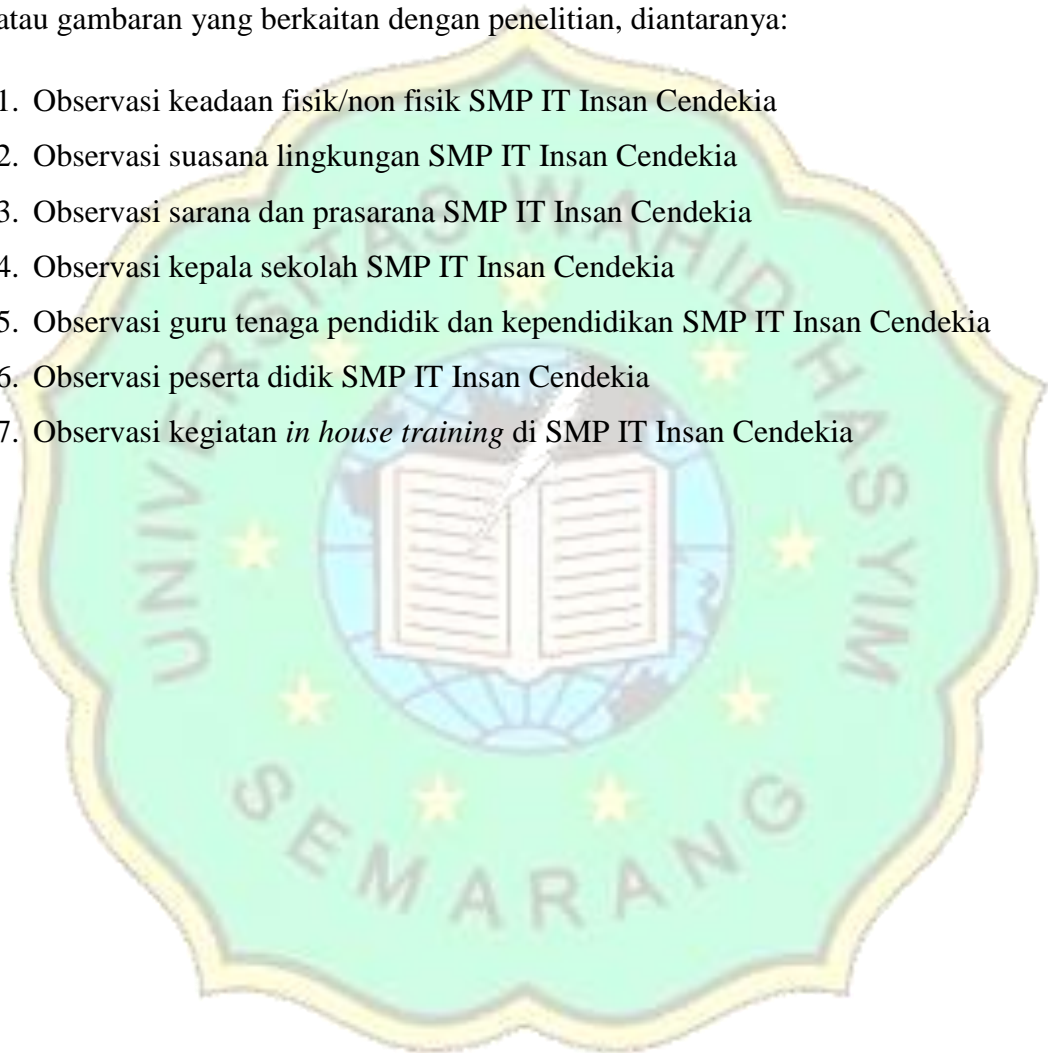 atau gambaran yang berkaitan dengan penelitian, diantaranya:
1. Observasi keadaan fisik/non fisik SMP IT Insan Cendekia
2. Observasi suasana lingkungan SMP IT Insan Cendekia
3. Observasi sarana dan prasarana SMP IT Insan Cendekia
4. Observasi kepala sekolah SMP IT Insan Cendekia
5. Observasi guru tenaga pendidik dan kependidikan SMP IT Insan Cendekia
6. Observasi peserta didik SMP IT Insan Cendekia
7. Observasi kegiatan in house training di SMP IT Insan Cendekia
UNIVERSITAS WAHID HASYIM
SEMARANG